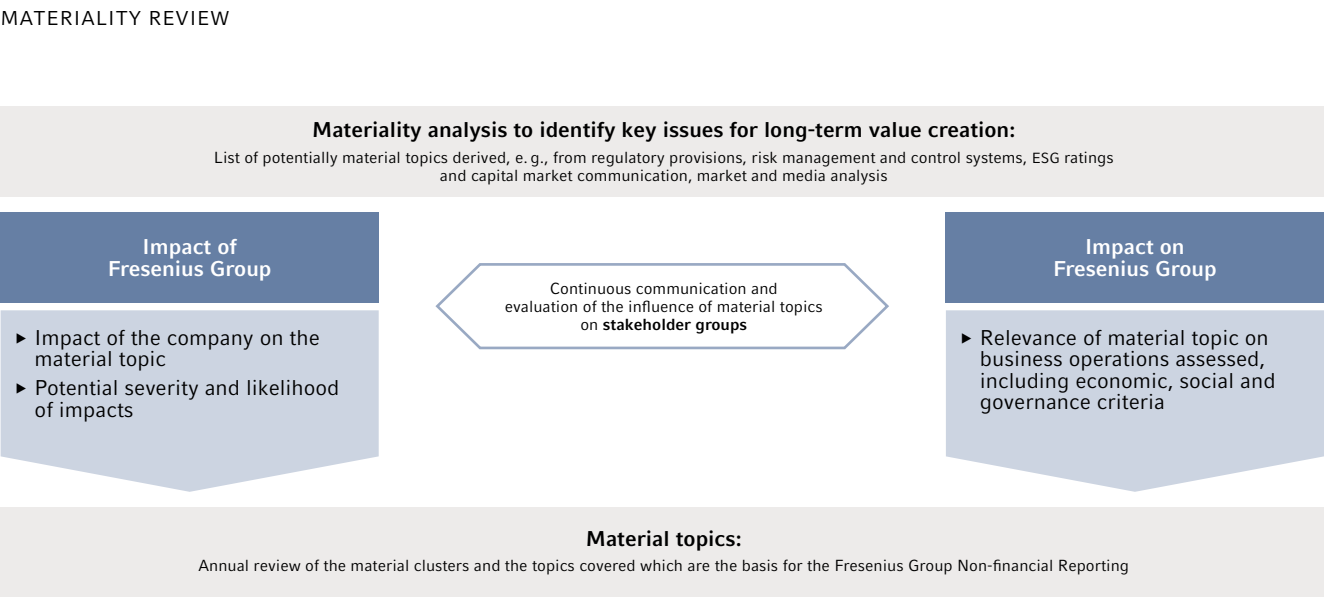 MATERIALITY REVIEW
Materiality analysis to identify key issues for long-term value creation:
List of potentially material topics derived, e. g., from regulatory provisions, risk management and control systems, ESG ratings
and capital market communication, market and media analysis
Impact of
Fresenius Group
▶ Impact of the company on the
material topic
▶ Potential severity and likelihood
of impacts
Continuous communication and
evaluation of the influence of material topics
on stakeholder groups
Impact on
Fresenius Group
▶ Relevance of material topic on
business operations assessed,
including economic, social and
governance criteria
Material topics:
Annual review of the material clusters and the topics covered which are the basis for the Fresenius Group Non-financial Reporting